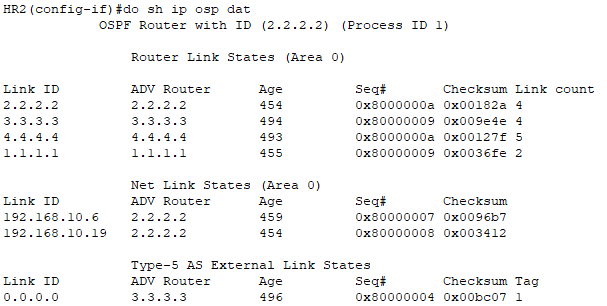 HR2(config-if)#do sh ip osp dat
OSPF Router with ID (2.2.2.2) (Process ID 1)
Router Link States (Area 0)
Link ID ADV Router Age Seq# Checksum Link count
2.2.2.2 2.2.2.2 454 0x8000000a 0x00182a 4
3.3.3.3 3.3.3.3 494 0x80000009 0x009e4e 4
4.4.4.4 4.4.4.4 493 0x8000000a 0x00127f 5
1.1.1.1 1.1.1.1 455 0x80000009 0x0036fe 2
Net Link States (Area 0)
Link ID ADV Router Age Seq# Checksum
192.168.10.6 2.2.2.2 459 0x80000007 0x0096b7
192.168.10.19 2.2.2.2 454 0x80000008 0x003412
Type-5 AS External Link States
Link ID ADV Router Age Seq# Checksum Tag
0.0.0.0 3.3.3.3 496 0x80000004 0x00bc07 1